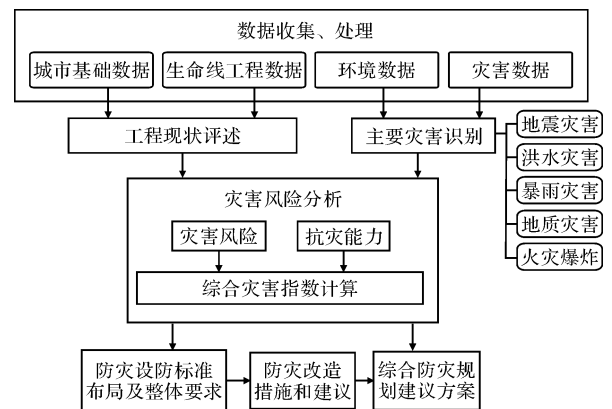 数据收集、处理
城市基础数据
生命线工程数据
环境数据
灾害数据
工程现状评述
主要灾害识别
地震灾害
洪水灾害
暴雨灾害
地质灾害
火灾爆炸
灾害风险分析
灾害风险
抗灾能力
综合灾害指数计算
防灾设防标准
布局及整体要求
防灾改造
措施和建议
综合防灾规
划建议方案